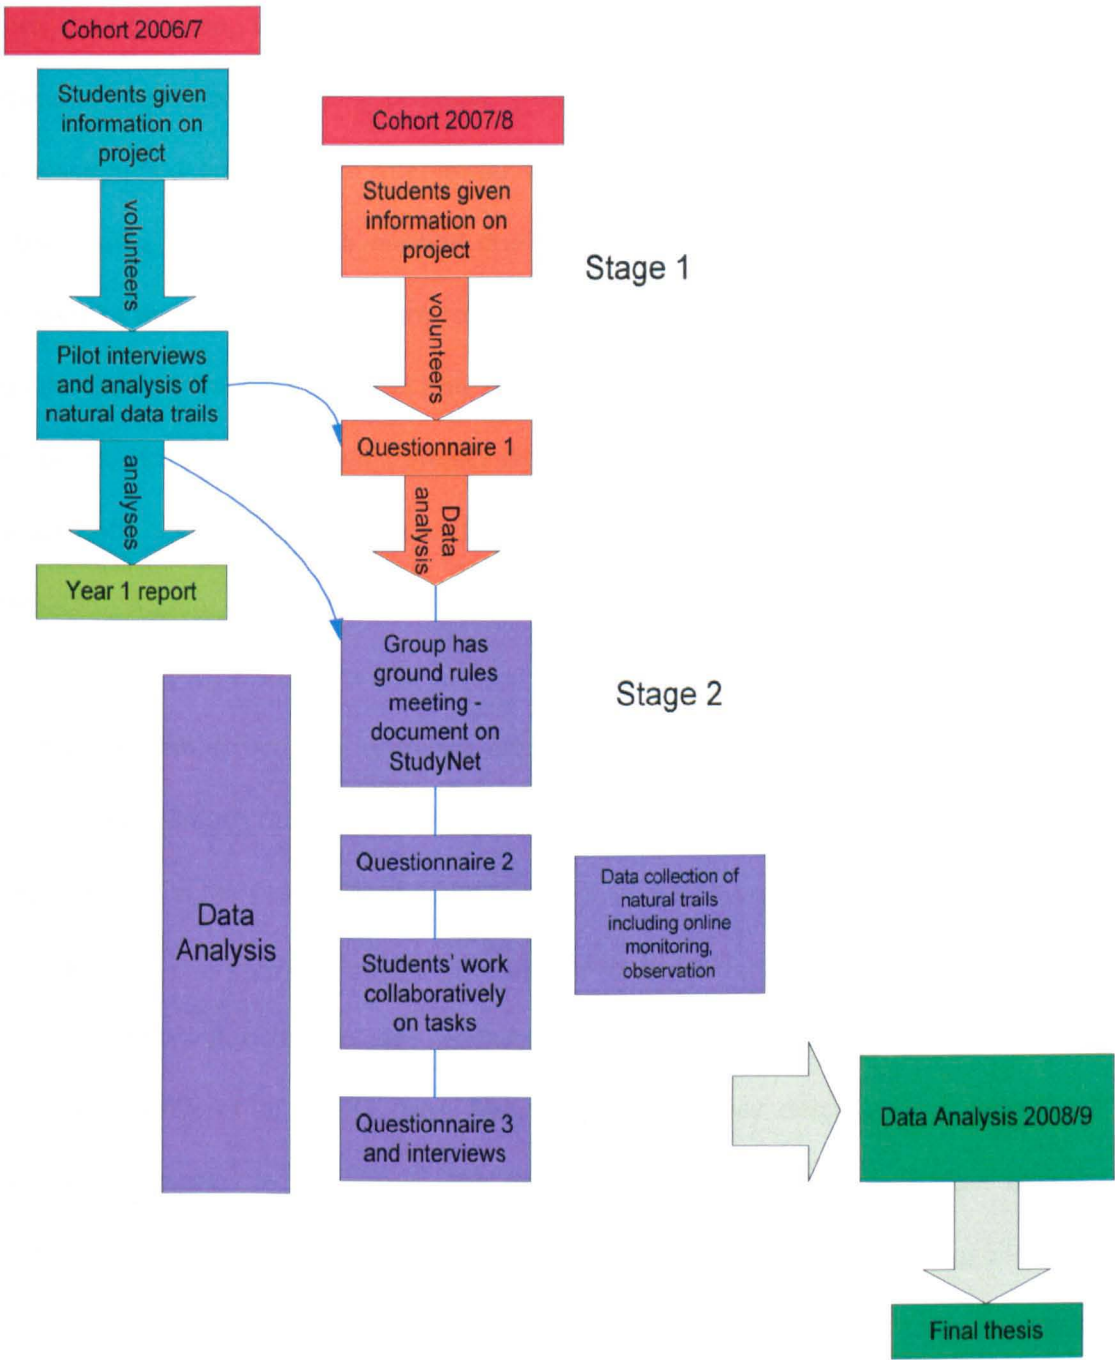 Cohort 2006/7
Students given
information on
project
volunteers
Pilot interviews
and analysis of
natural data trails
analyses
Year 1 report
Cohort 2007/8
Students given
information on
project
volunteers
Questionnaire 1
Data
analysis
Stage 1
Group has
ground rules
meeting -
document on
StudyNet
Stage 2
Data
Analysis
Questionnaire 2
Students' work
collaboratively
on tasks
Questionnaire 3
and interviews
Data collection of
natural trails
including online
monitoring,
observation
Data Analysis 2008/9
Final thesis